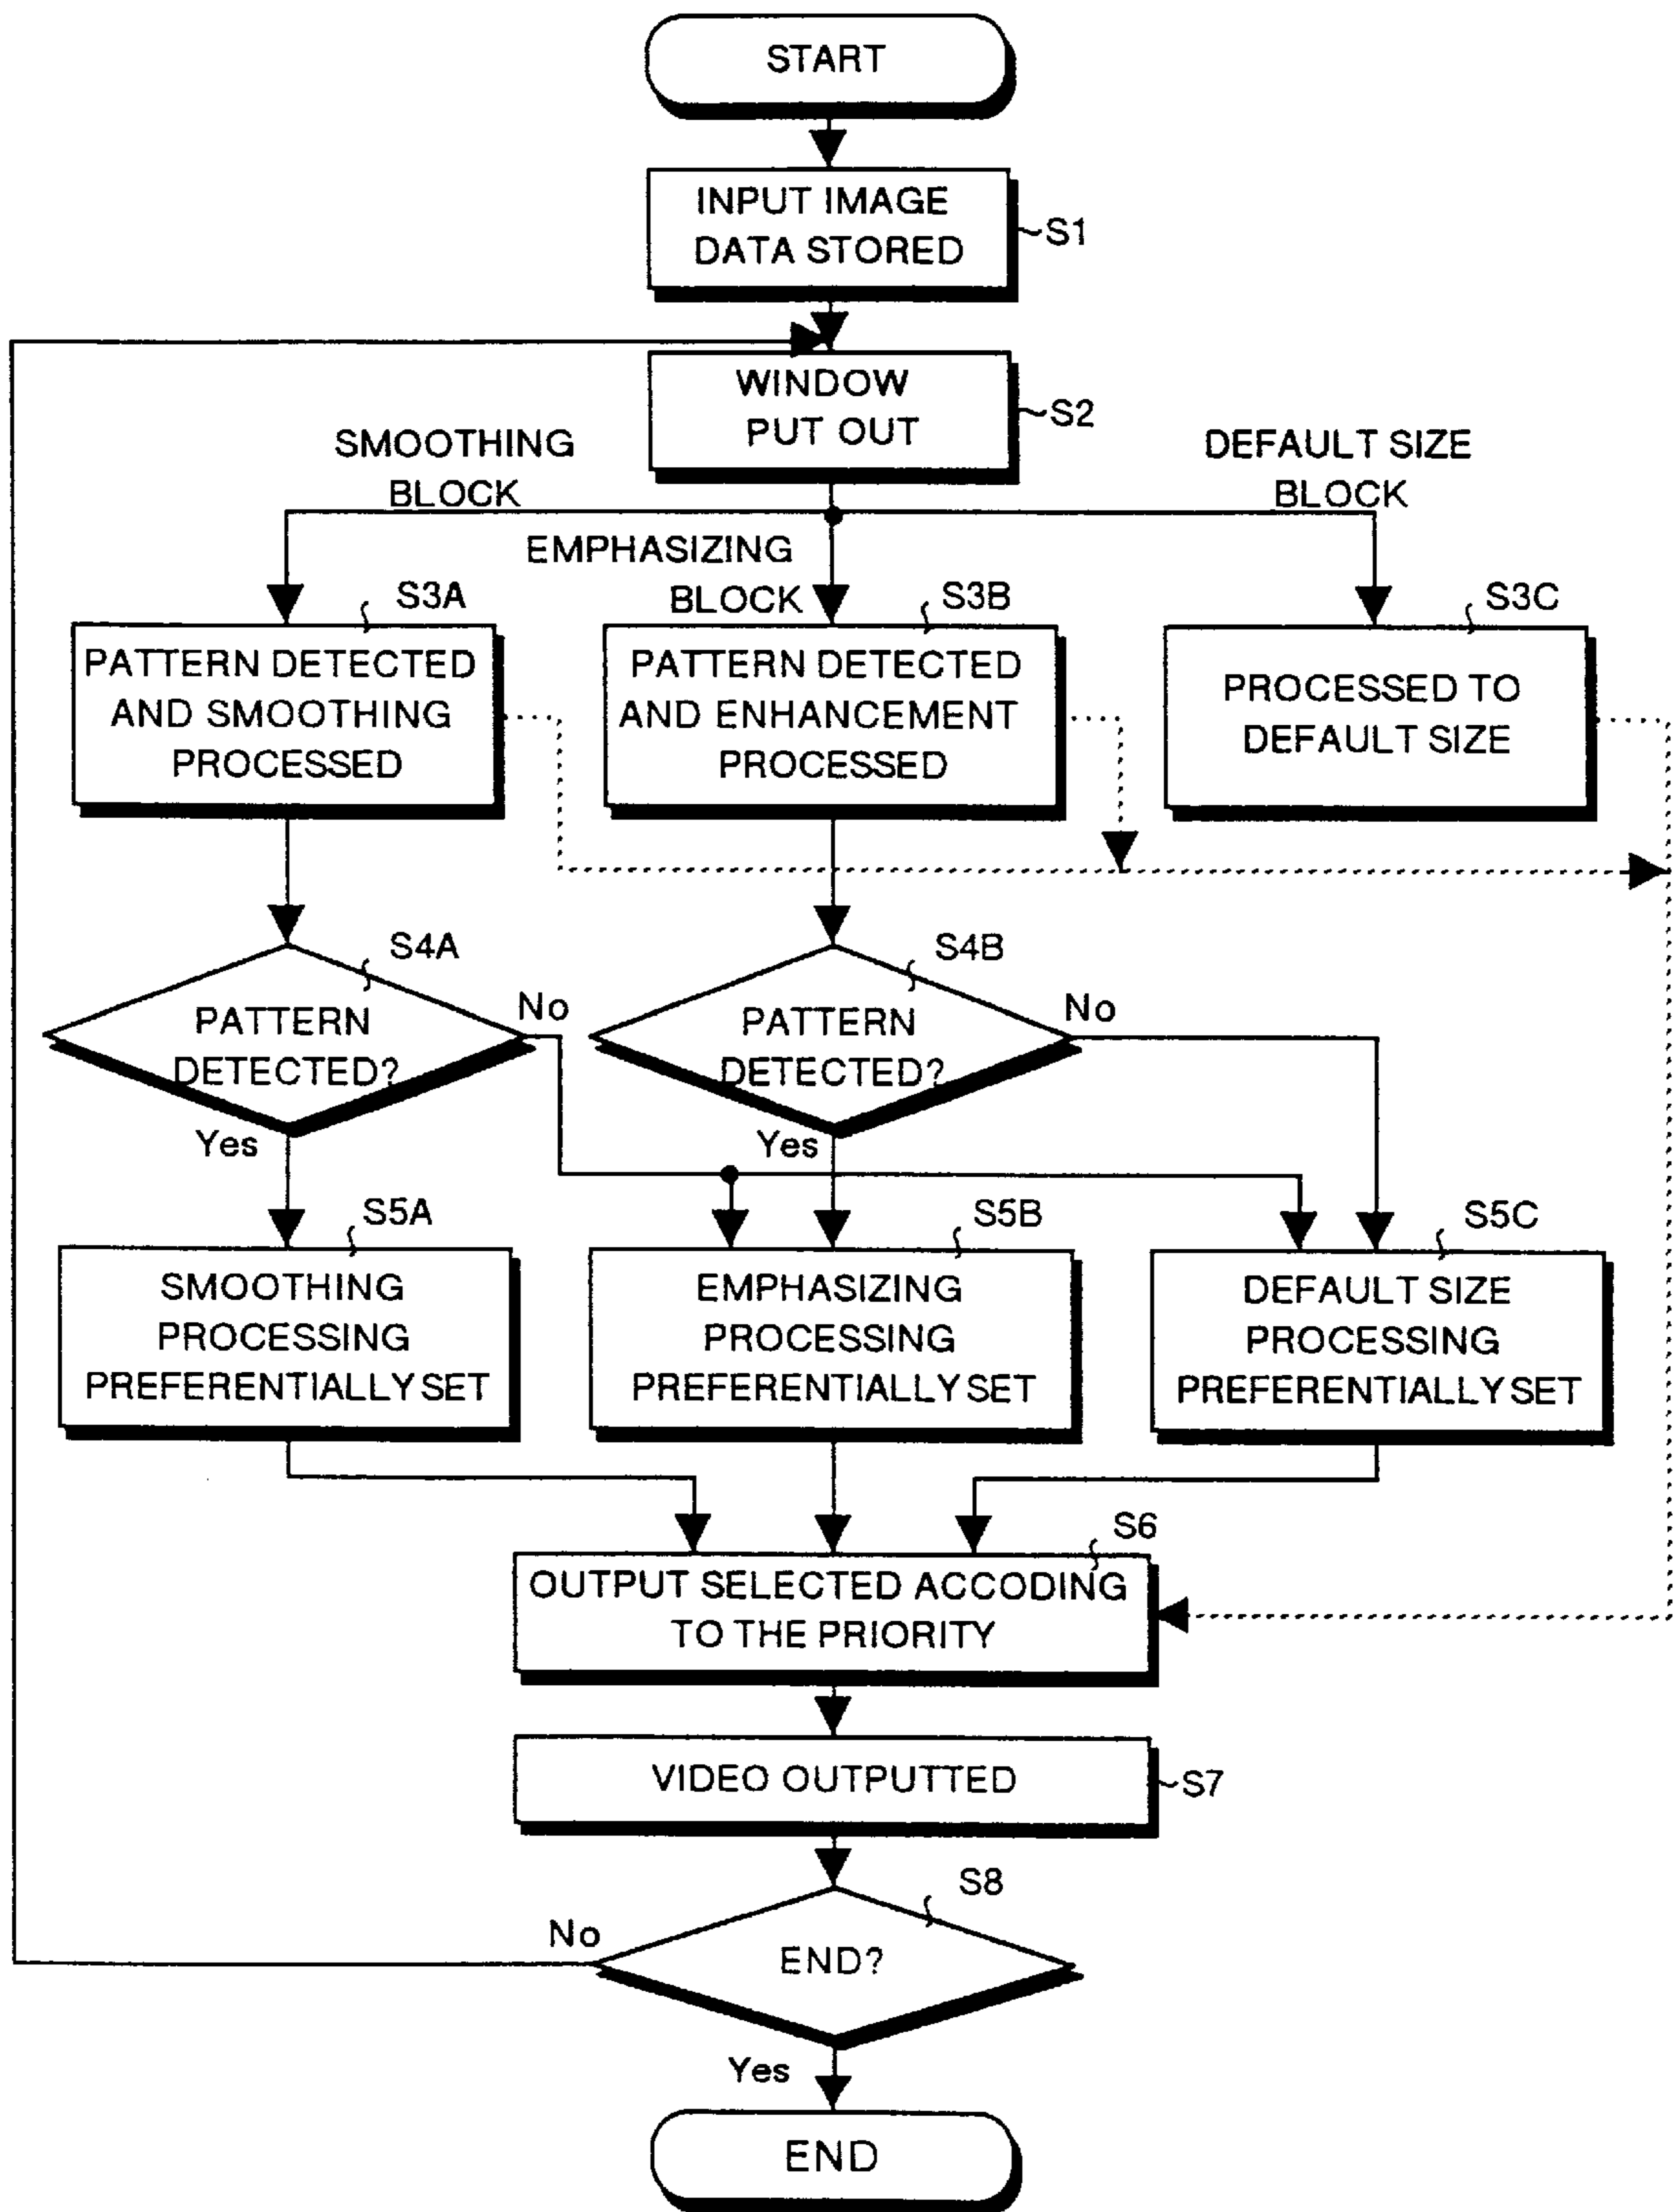 START
INPUT IMAGE
DATA STORED
S1
WINDOW
PUT OUT
S2
SMOOTHING
BLOCK
EMPHASIZING
BLOCK
DEFAULT SIZE
BLOCK
S3A
PATTERN DETECTED
AND SMOOTHING
PROCESSED
S3B
PATTERN DETECTED
AND ENHANCEMENT
PROCESSED
S3C
PROCESSED TO
DEFAULT SIZE
S4A
PATTERN
DETECTED?
No
Yes
S4B
PATTERN
DETECTED?
No
Yes
S5A
SMOOTHING
PROCESSING
PREFERENTIALLY SET
S5B
EMPHASIZING
PROCESSING
PREFERENTIALLY SET
S5C
DEFAULT SIZE
PROCESSING
PREFERENTIALLY SET
S6
OUTPUT SELECTED ACCODING
TO THE PRIORITY
VIDEO OUTPUTTED
S7
S8
END?
No
Yes
END